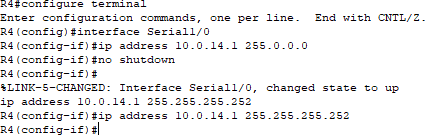 R4#configure terminal
Enter configuration commands, one per line.  End with CNTL/Z.
R4(config)#interface Serial1/0
R4(config-if)#ip address 10.0.14.1 255.0.0.0
R4(config-if)#no shutdown
R4(config-if)#
%LINK-5-CHANGED: Interface Serial1/0, changed state to up
ip address 10.0.14.1 255.255.255.252
R4(config-if)#ip address 10.0.14.1 255.255.255.252
R4(config-if)#